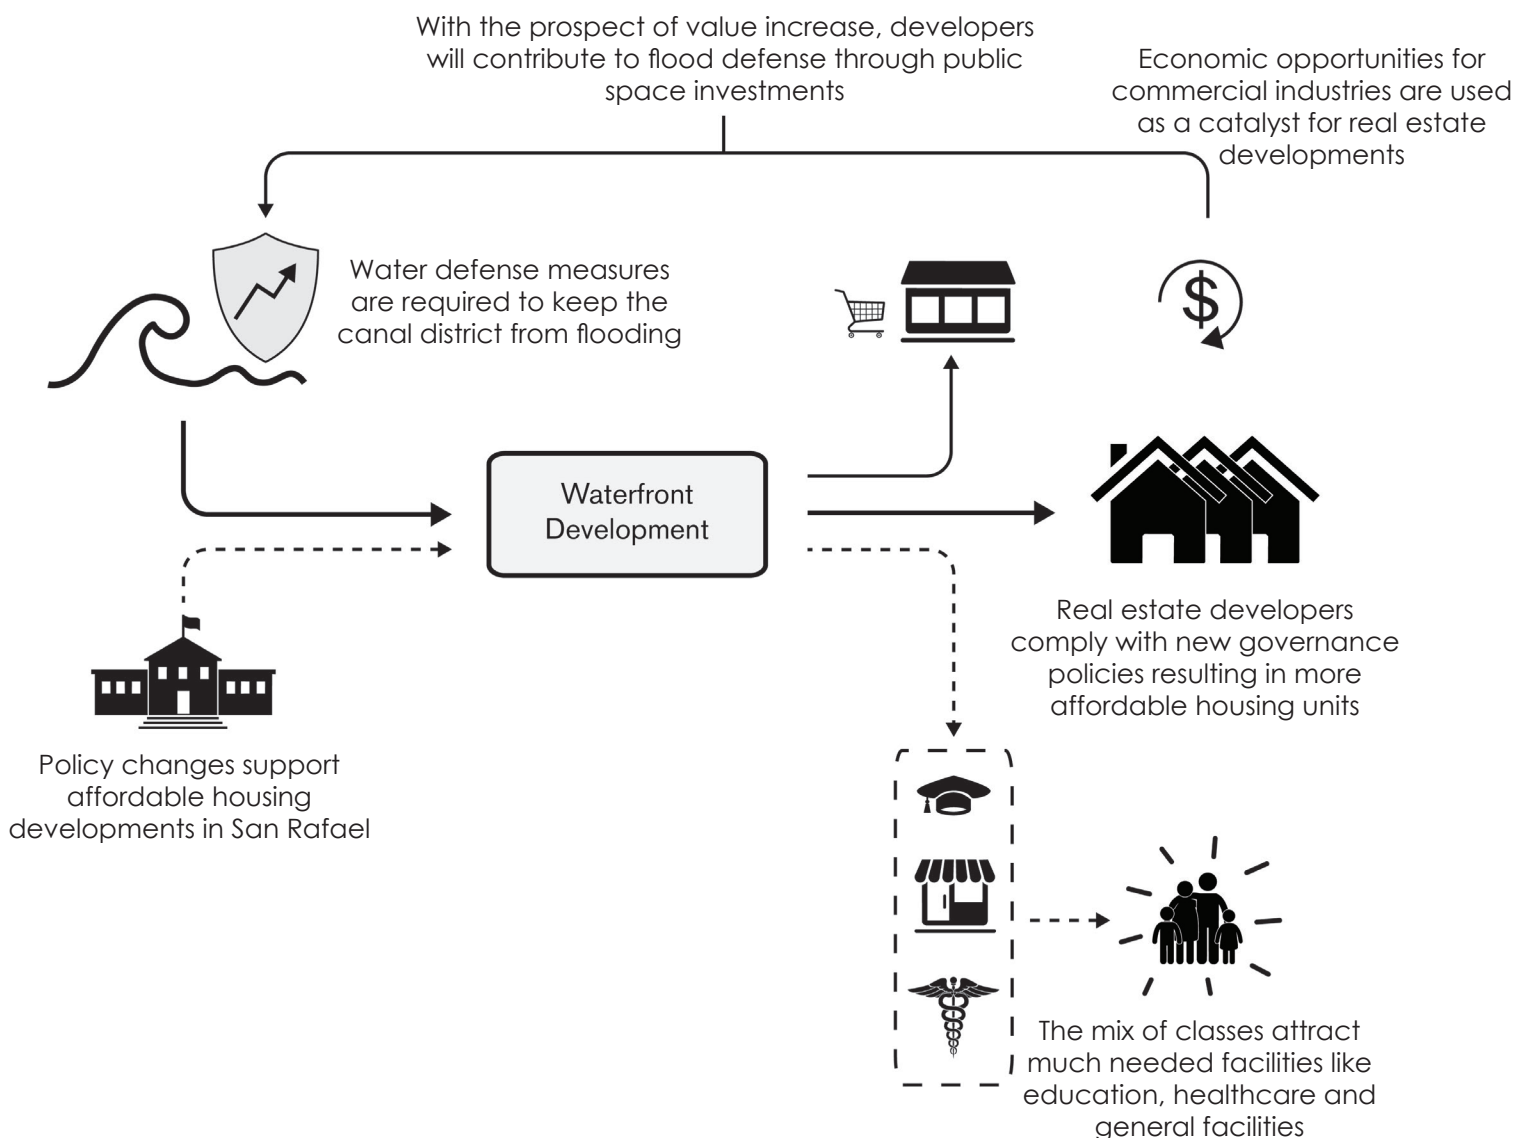 With the prospect of value increase, developers
will contribute to flood defense through public
space investments
Economic opportunities for
commercial industries are used
as a catalyst for real estate
developments
Water defense measures
are required to keep the
canal district from flooding
$
Waterfront
Development
Real estate developers
comply with new governance
policies resulting in more
affordable housing units
Policy changes support
affordable housing
developments in San Rafael
The mix of classes attract
much needed facilities like
education, healthcare and
general facilities